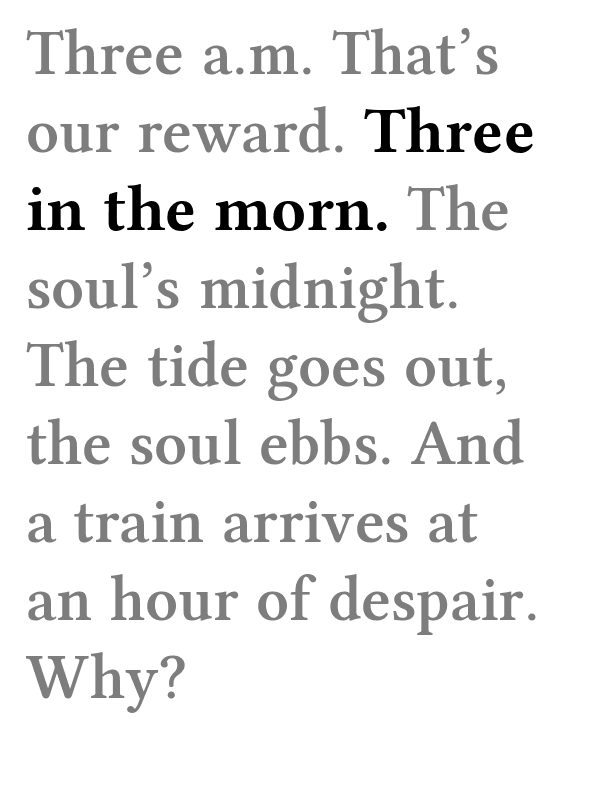 Three a.m. That’s
our reward. Three
in the morn. The
soul’s midnight.
The tide goes out,
the soul ebbs. And
a train arrives at
an hour of despair.
Why?